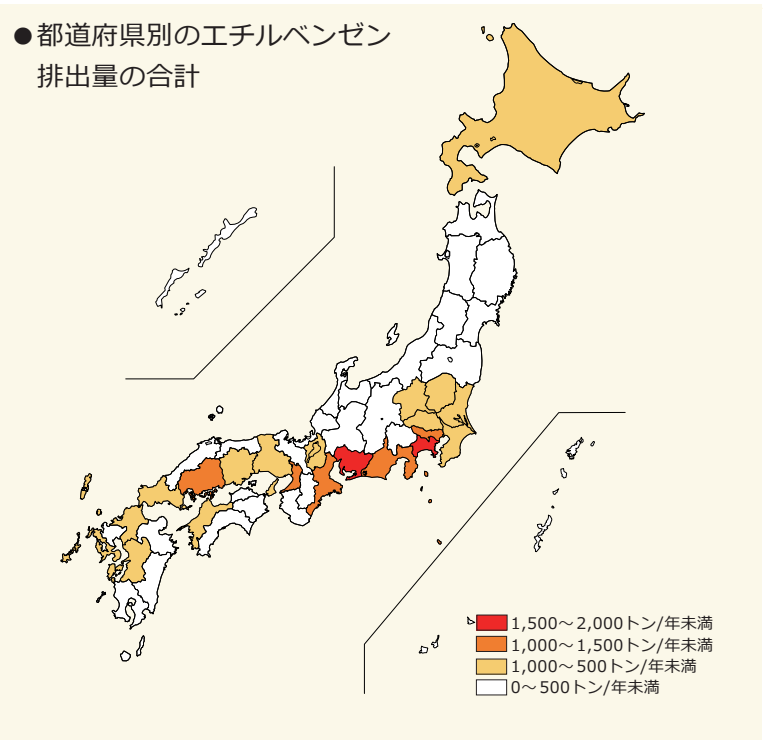 ●都道府県別のエチルベンゼン
排出量の合計
1,500～2,000トン/年未満
1,000～1,500トン/年未満
1,000～500トン/年未満
0～500トン/年未満